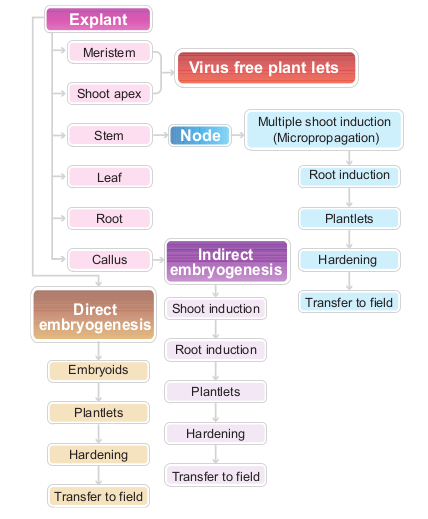 Explant
Meristem
Shoot apex
Virus free plant lets
Stem
Node
Multiple shoot induction
(Micropropagation)
Root induction
Plantlets
Hardening
Transfer to field
Leaf
Root
Callus
Indirect
embryogenesis
Shoot induction
Root induction
Plantlets
Hardening
Transfer to field
Direct
embryogenesis
Embryoids
Plantlets
Hardening
Transfer to field